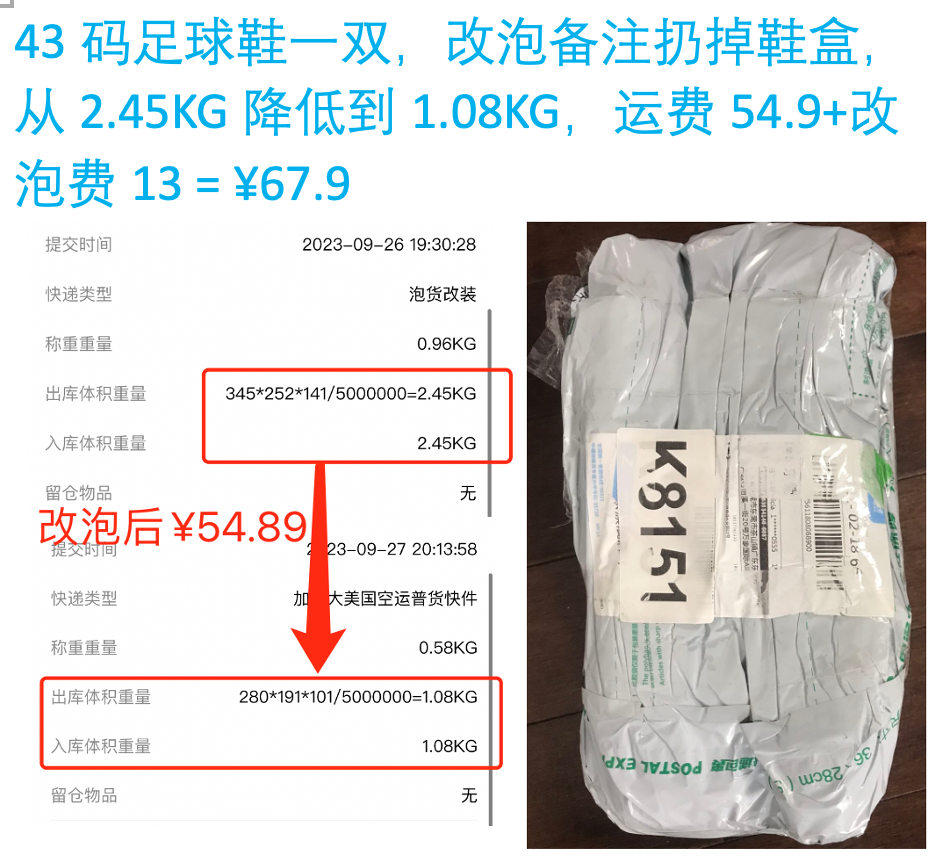 43 码足球鞋一双，改泡备注扔掉鞋盒，
从 2.45KG 降低到 1.08KG，运费 54.9+改
泡费 13 = ¥67.9
提交时间 2023-09-26 19:30:28
快递类型 泡货改装
称重重量 0.96KG
出库体积重量 345*252*141/5000000=2.45KG
入库体积重量 2.45KG
留仓物品 无
改泡后 ¥54.89
提交时间 23-09-27 20:13:58
快递类型 加 大美国空运普货快件
称重重量 0.58KG
出库体积重量 280*191*101/5000000=1.08KG
入库体积重量 1.08KG
留仓物品 无
K8151
POSTAL EXP
28cm